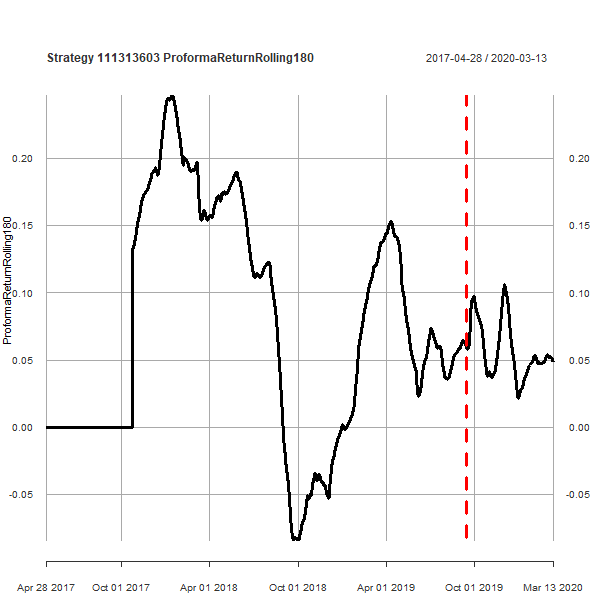 Strategy 111313603 ProformaReturnRolling180 2017-04-28 / 2020-03-13
0.20 0.20
0.15 0.15
ProformaReturnRolling180
0.10 0.10
0.05 0.05
0.00 0.00
-0.05 -0.05
Apr 28 2017 Oct 01 2017 Apr 01 2018 Oct 01 2018 Apr 01 2019 Oct 01 2019 Mar 13 2020